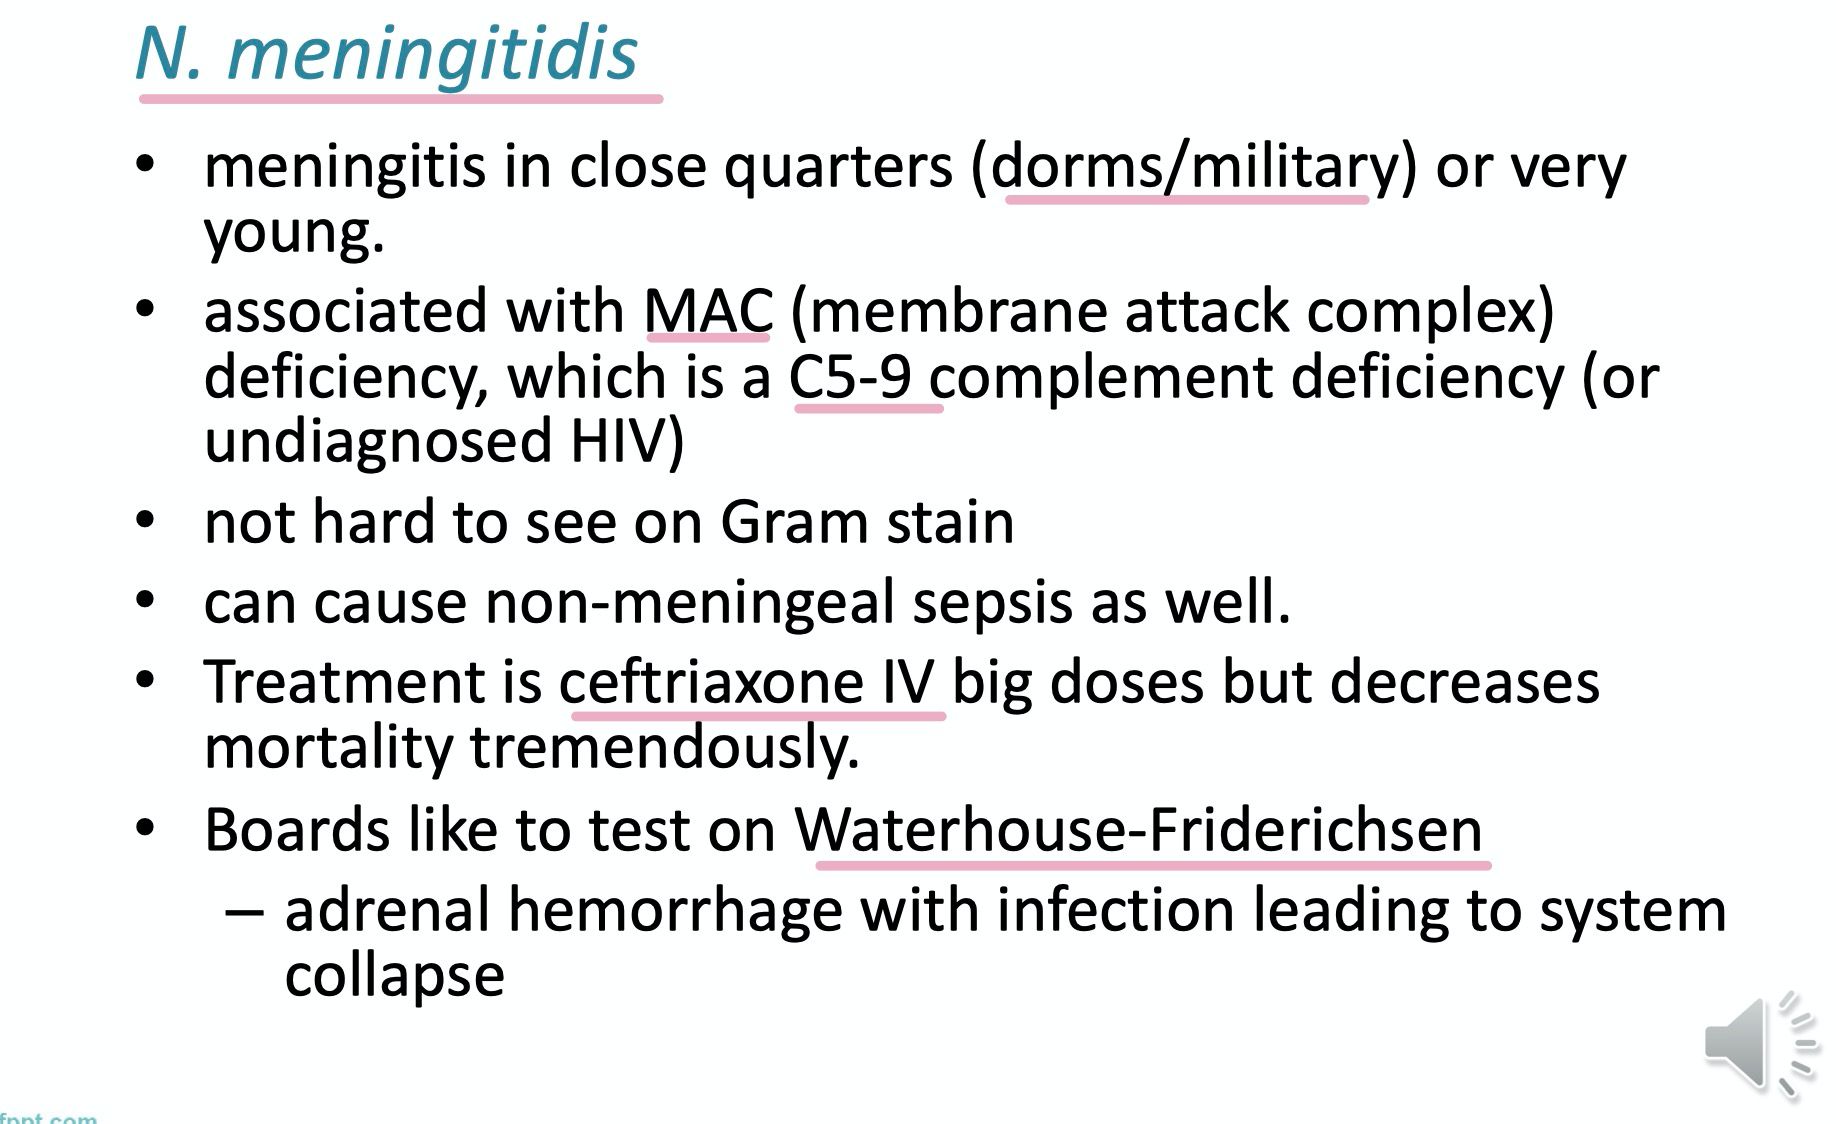 N. meningitidis
• meningitis in close quarters (dorms/military) or very
young.
• associated with MAC (membrane attack complex)
deficiency, which is a C5-9 complement deficiency (or
undiagnosed HIV)
• not hard to see on Gram stain
• can cause non-meningeal sepsis as well.
• Treatment is ceftriaxone IV big doses but decreases
mortality tremendously.
• Boards like to test on Waterhouse-Friderichsen
– adrenal hemorrhage with infection leading to system
collapse
fppt.com